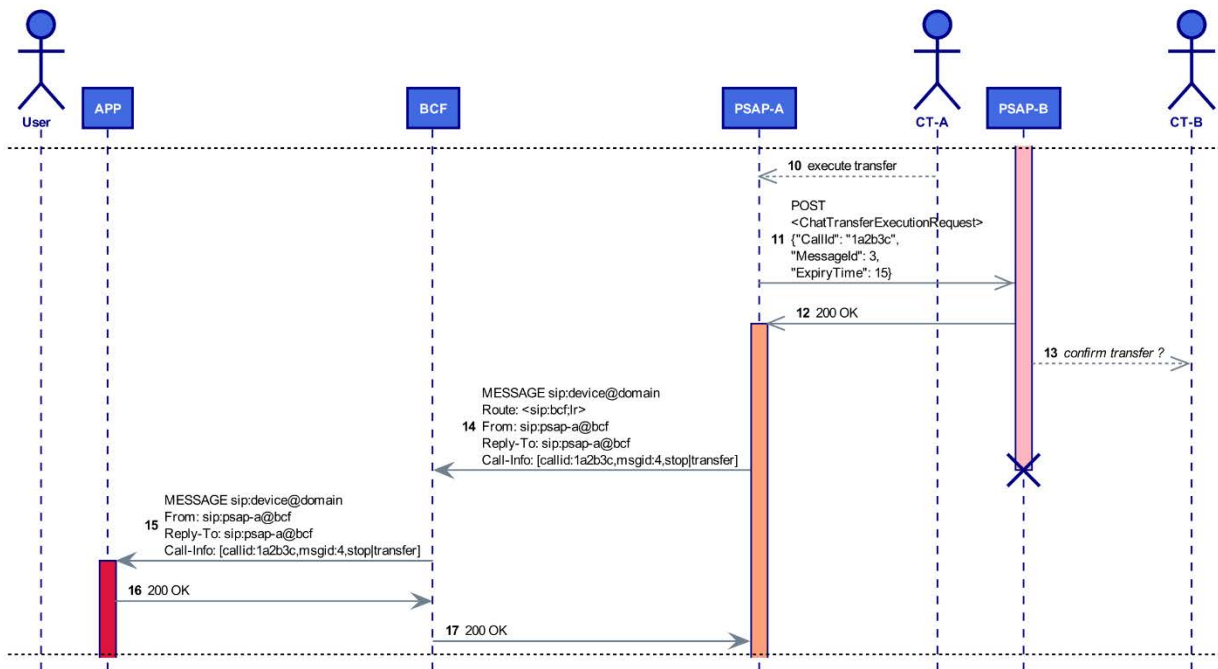 User
APP
BCF
PSAP-A
CT-A
PSAP-B
CT-B
10 execute transfer
POST
<ChatTransferExecutionRequest>
11 {"CallId": "1a2b3c",
"MessageId": 3,
"ExpiryTime": 15}
12 200 OK
13 confirm transfer ?
MESSAGE sip:device@domain
Route: <sip:bcf;lr>
14 From: sip:psap-a@bcf
Reply-To: sip:psap-a@bcf
Call-Info: [callid:1a2b3c,msgid:4,stop|transfer]
MESSAGE sip:device@domain
15 From: sip:psap-a@bcf
Reply-To: sip:psap-a@bcf
Call-Info: [callid:1a2b3c,msgid:4,stop|transfer]
16 200 OK
17 200 OK